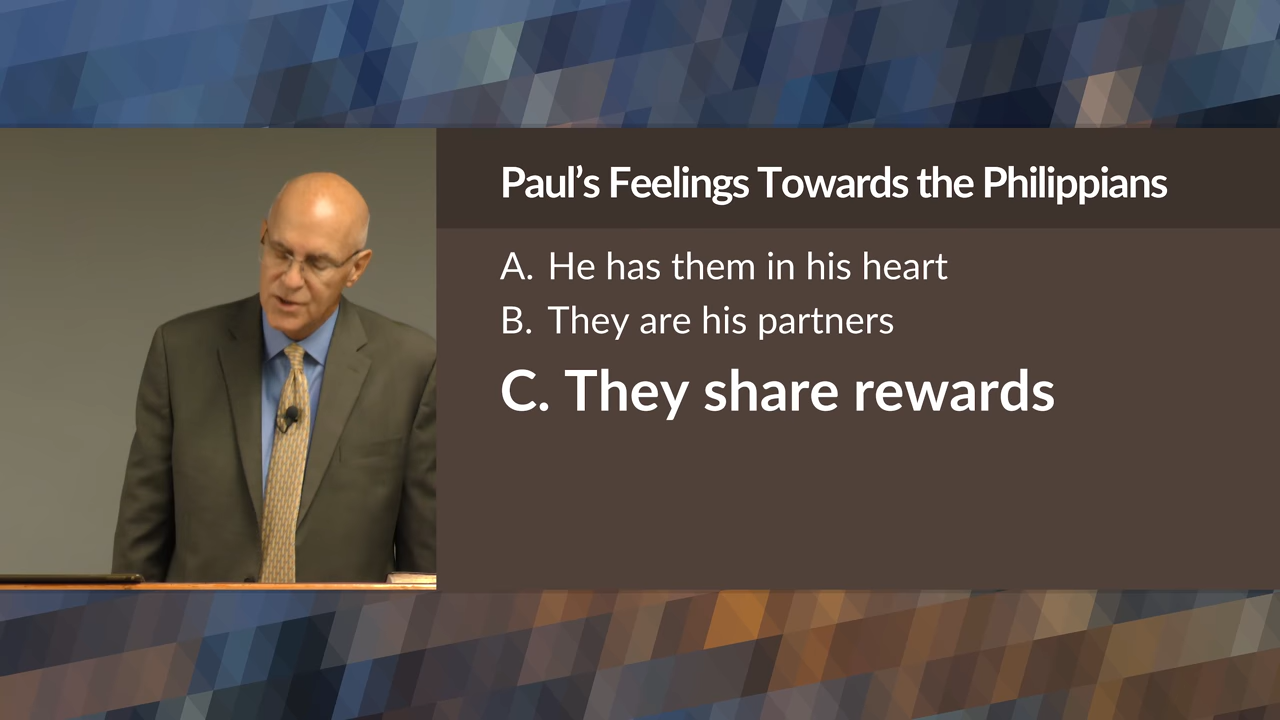 Paul’s Feelings Towards the Philippians
A. He has them in his heart
B. They are his partners
C. They share rewards